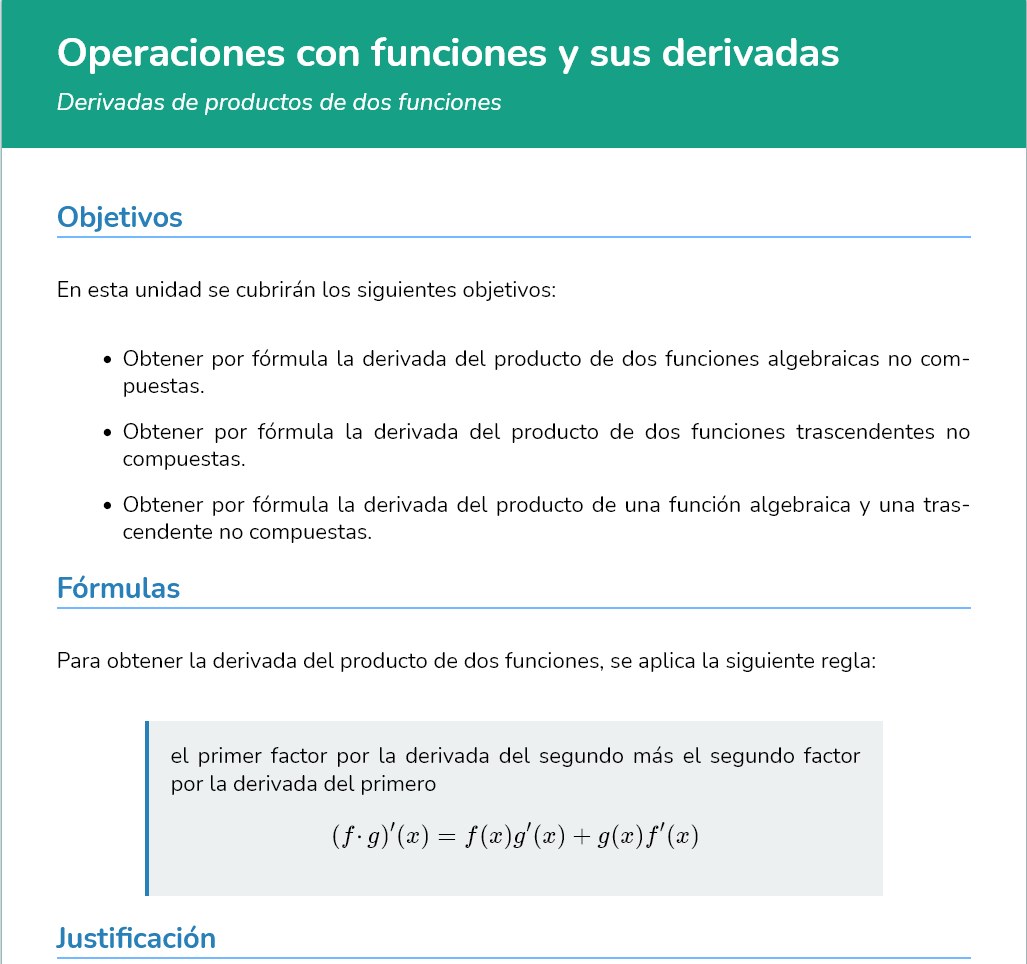 Operaciones con funciones y sus derivadas
Derivadas de productos de dos funciones
Objetivos
En esta unidad se cubrirán los siguientes objetivos:
• Obtener por fórmula la derivada del producto de dos funciones algebraicas no com-
puestas.
• Obtener por fórmula la derivada del producto de dos funciones trascendentes no
compuestas.
• Obtener por fórmula la derivada del producto de una función algebraica y una tras-
cendente no compuestas.
Fórmulas
Para obtener la derivada del producto de dos funciones, se aplica la siguiente regla:
el primer factor por la derivada del segundo más el segundo factor
por la derivada del primero
(f · g)′(x) = f(x)g′(x) + g(x)f′(x)
Justificación